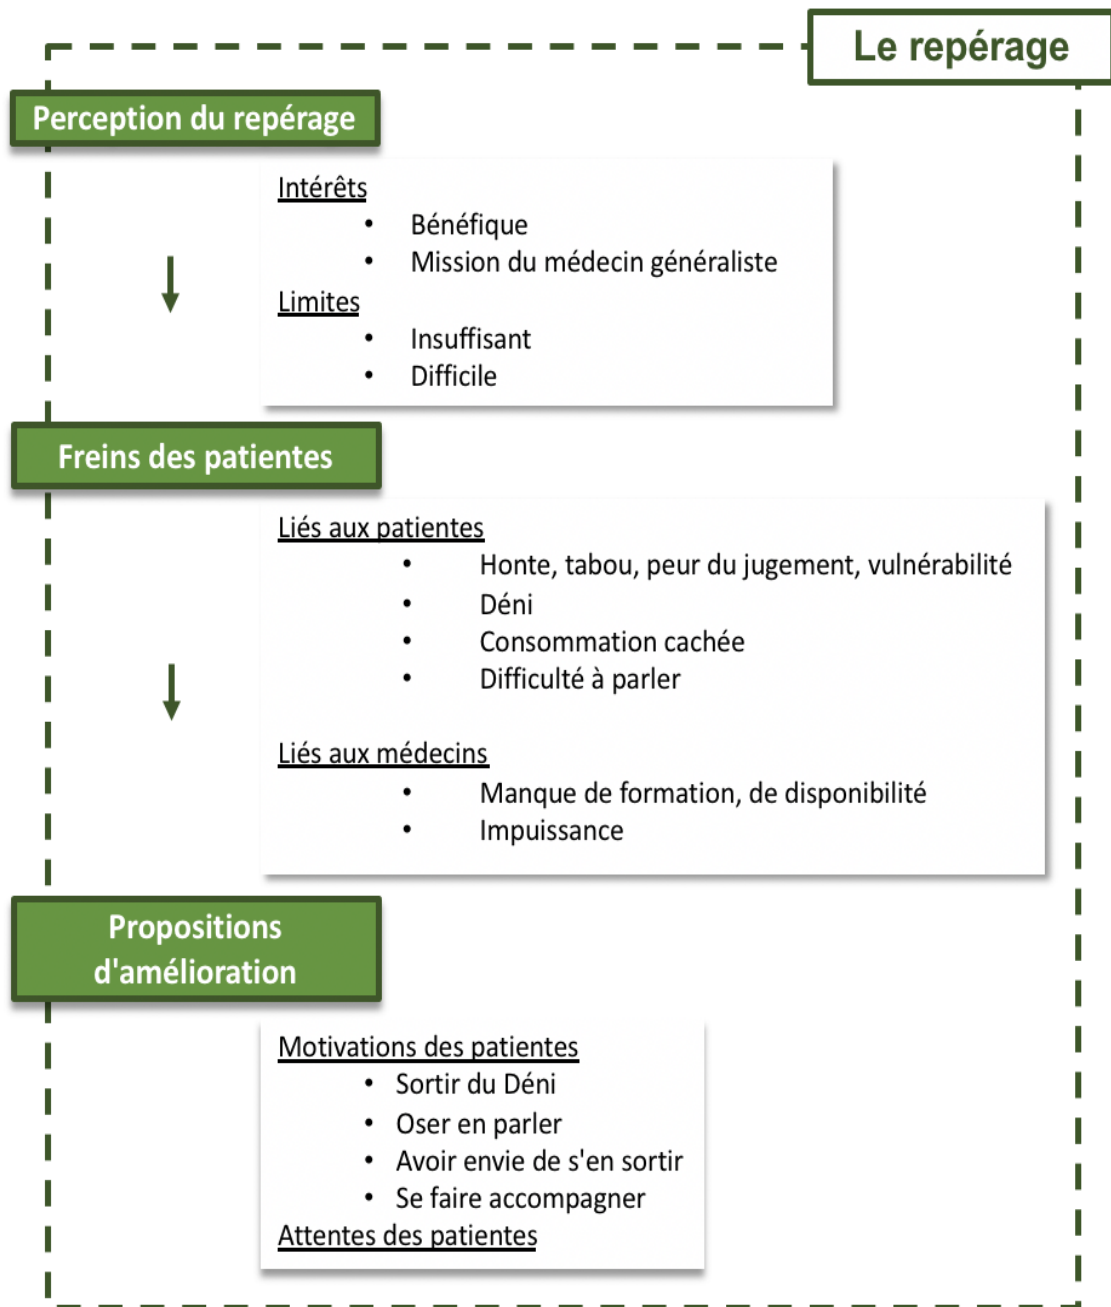 Le repérage
Perception du repérage
Intérêts
• Bénéfique
• Mission du médecin généraliste
Limites
• Insuffisant
• Difficile
Freins des patientes
Liés aux patientes
• Honte, tabou, peur du jugement, vulnérabilité
• Déni
• Consommation cachée
• Difficulté à parler
Liés aux médecins
• Manque de formation, de disponibilité
• Impuissance
Propositions
d'amélioration
Motivations des patientes
• Sortir du Déni
• Oser en parler
• Avoir envie de s'en sortir
• Se faire accompagner
Attentes des patientes